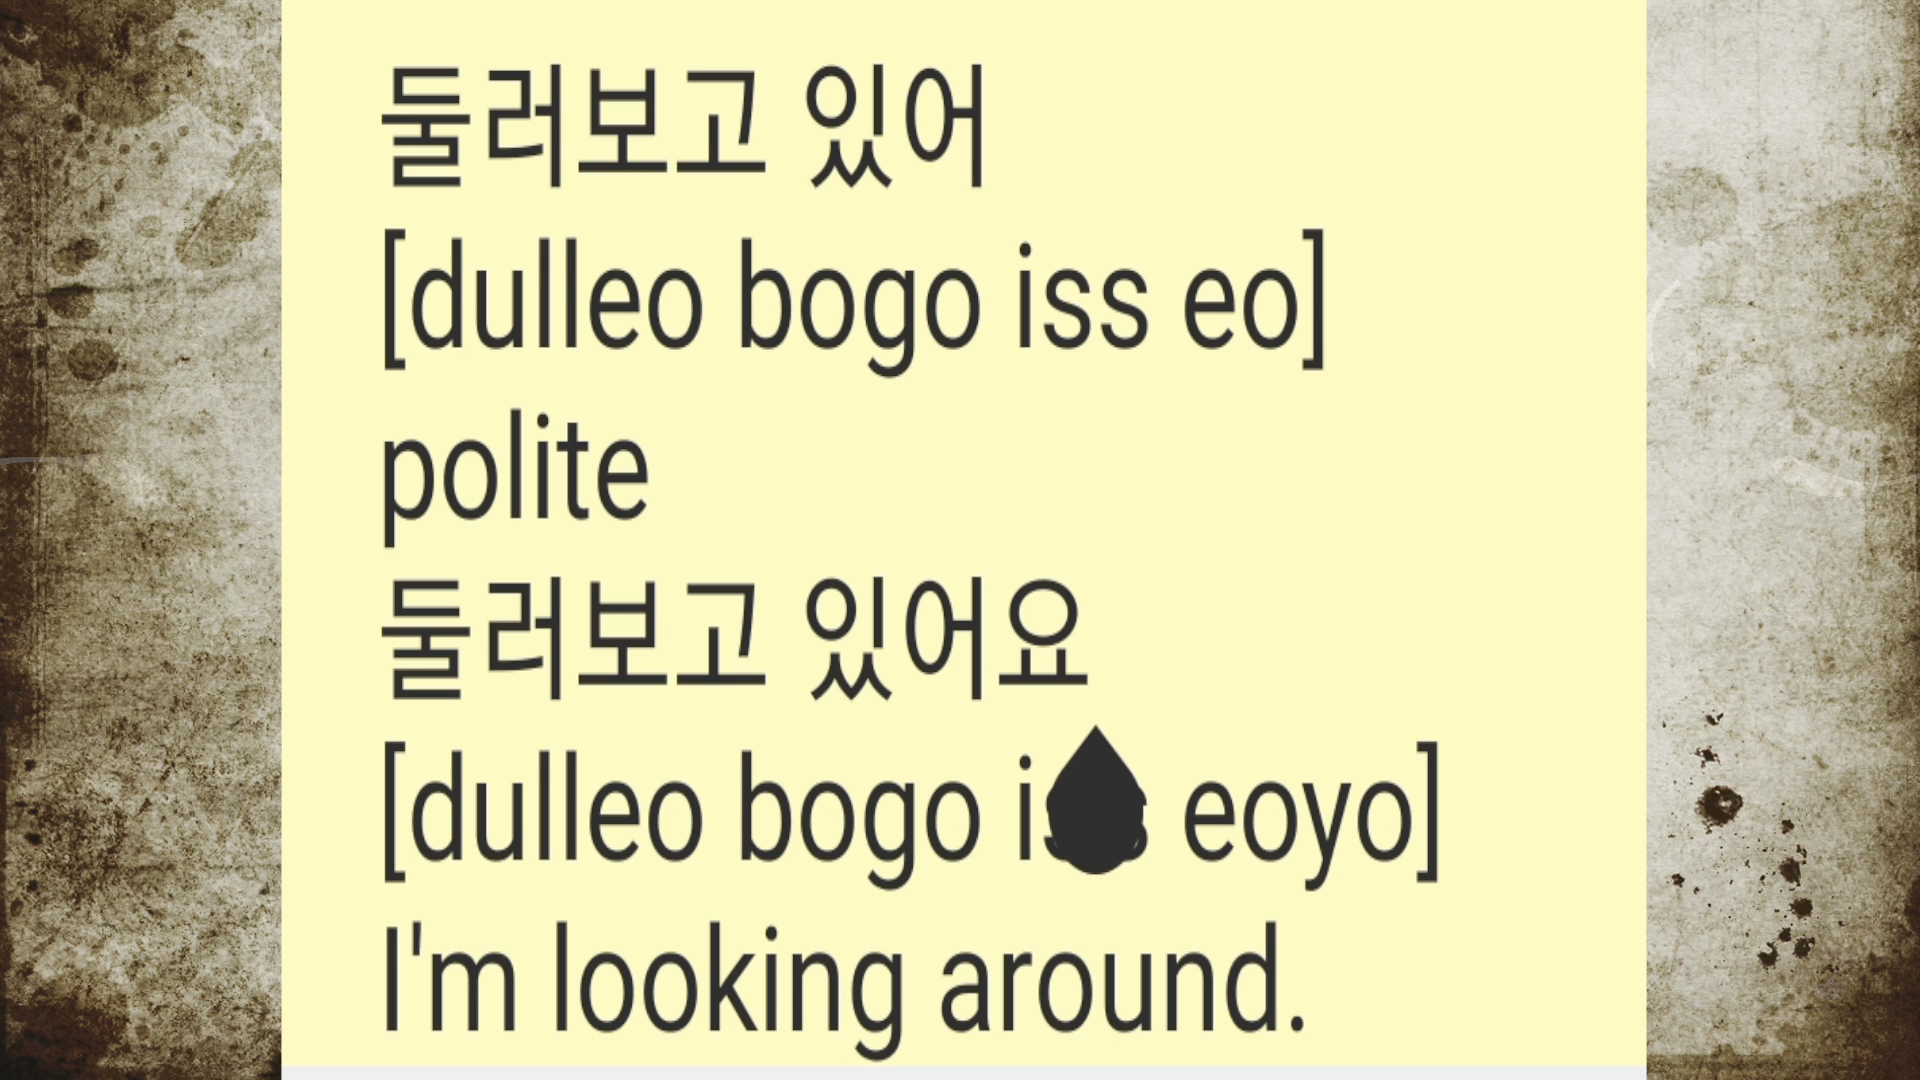 둘러보고 있어
[dulleo bogo iss eo]
polite
둘러보고 있어요
[dulleo bogo eoyo]
I'm looking around.